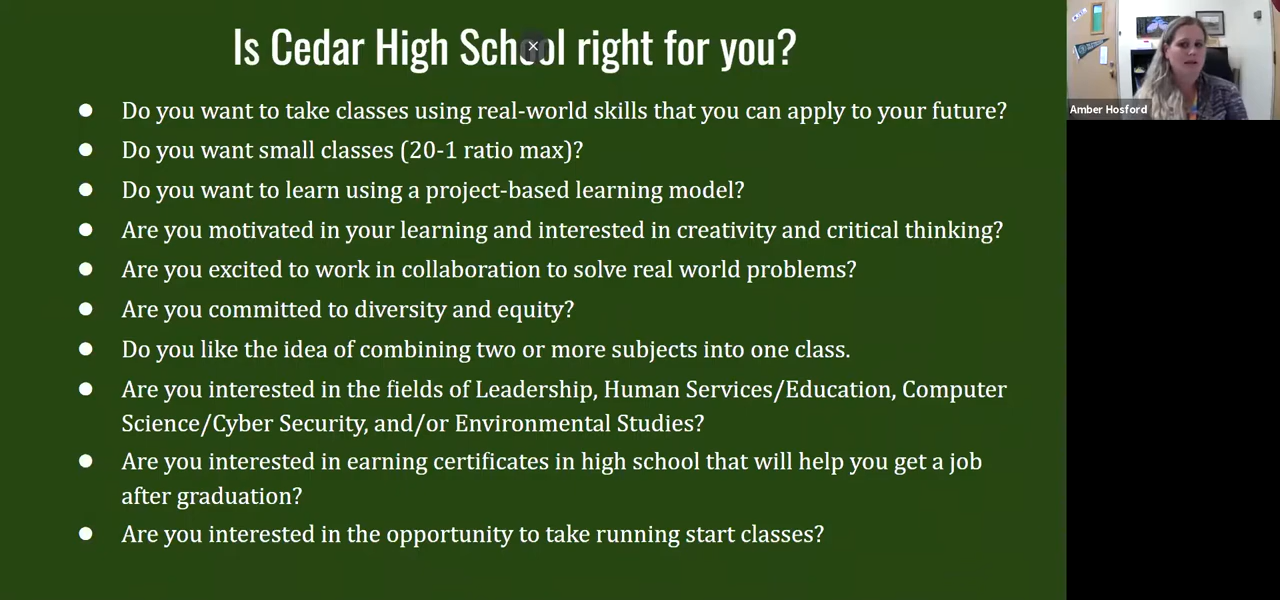 Is Cedar High School right for you?
● Do you want to take classes using real-world skills that you can apply to your future?
● Do you want small classes (20-1 ratio max)?
● Do you want to learn using a project-based learning model?
● Are you motivated in your learning and interested in creativity and critical thinking?
● Are you excited to work in collaboration to solve real world problems?
● Are you committed to diversity and equity?
● Do you like the idea of combining two or more subjects into one class.
● Are you interested in the fields of Leadership, Human Services/Education, Computer
Science/Cyber Security, and/or Environmental Studies?
● Are you interested in earning certificates in high school that will help you get a job
after graduation?
● Are you interested in the opportunity to take running start classes?
Amber Hosford